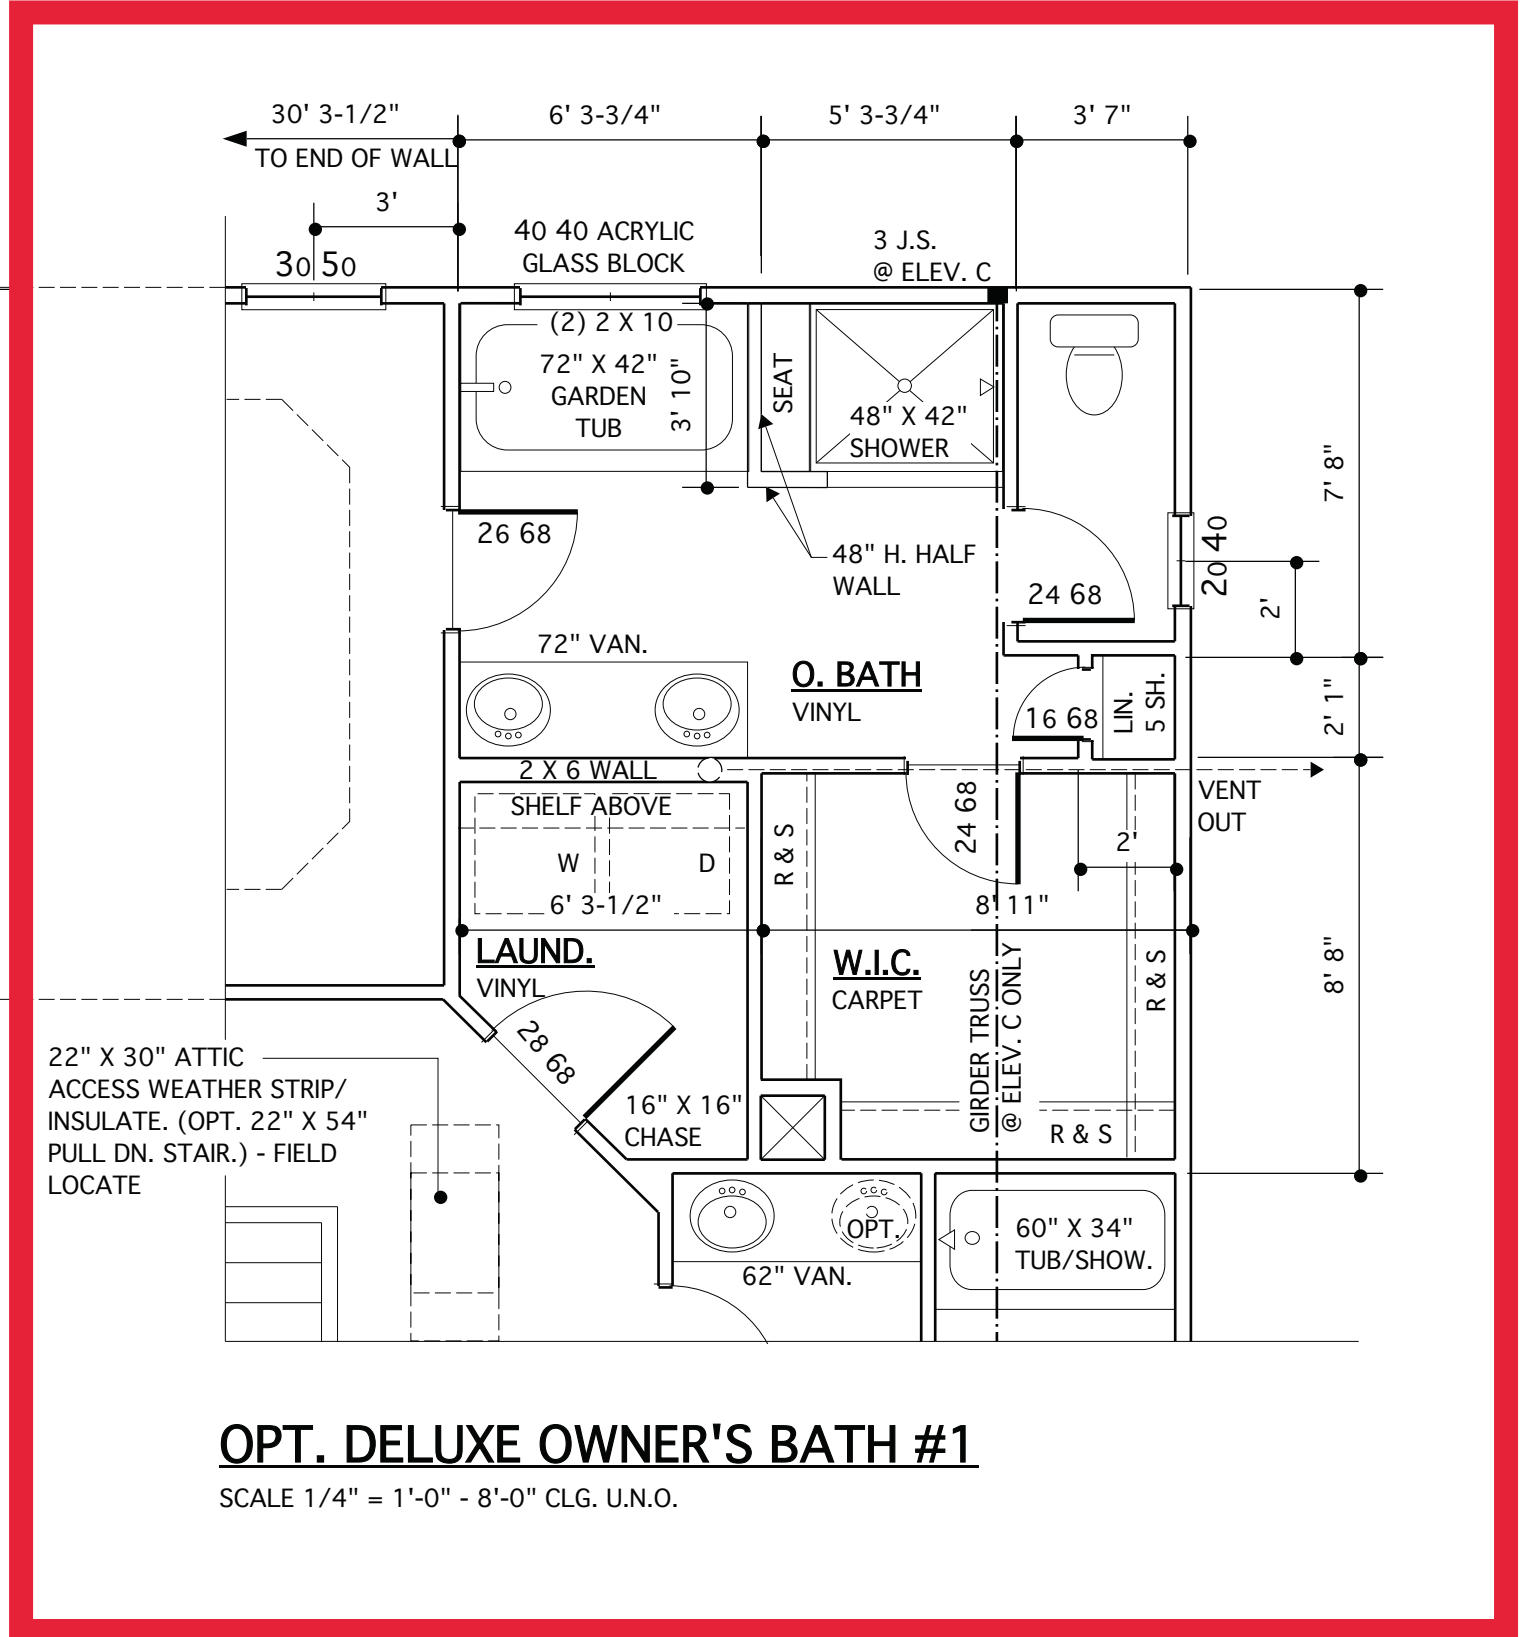 30' 3-1/2"
6' 3-3/4"
5' 3-3/4"
3' 7"
TO END OF WALL
3'
30 50
40 40 ACRYLIC
GLASS BLOCK
3 J.S.
@ ELEV. C
(2) 2 X 10
72" X 42"
GARDEN
TUB
3' 10"
SEAT
48" X 42"
SHOWER
7' 8"
26 68
48" H. HALF
WALL
24 68
20 40
2'
72" VAN.
O. BATH
VINYL
16 68
LIN.
5 SH.
2' 1"
2 X 6 WALL
SHELF ABOVE
W
D
R & S
24 68
2'
VENT
OUT
6' 3-1/2"
8' 11"
LAUND.
VINYL
W.I.C.
CARPET
GIRDER TRUSS
@ ELEV. C ONLY
R & S
8' 8"
28 68
22" X 30" ATTIC
ACCESS WEATHER STRIP/
INSULATE. (OPT. 22" X 54"
PULL DN. STAIR.) - FIELD
LOCATE
16" X 16"
CHASE
R & S
OPT.
62" VAN.
60" X 34"
TUB/SHOW.
OPT. DELUXE OWNER'S BATH #1
SCALE 1/4" = 1'-0" - 8'-0" CLG. U.N.O.